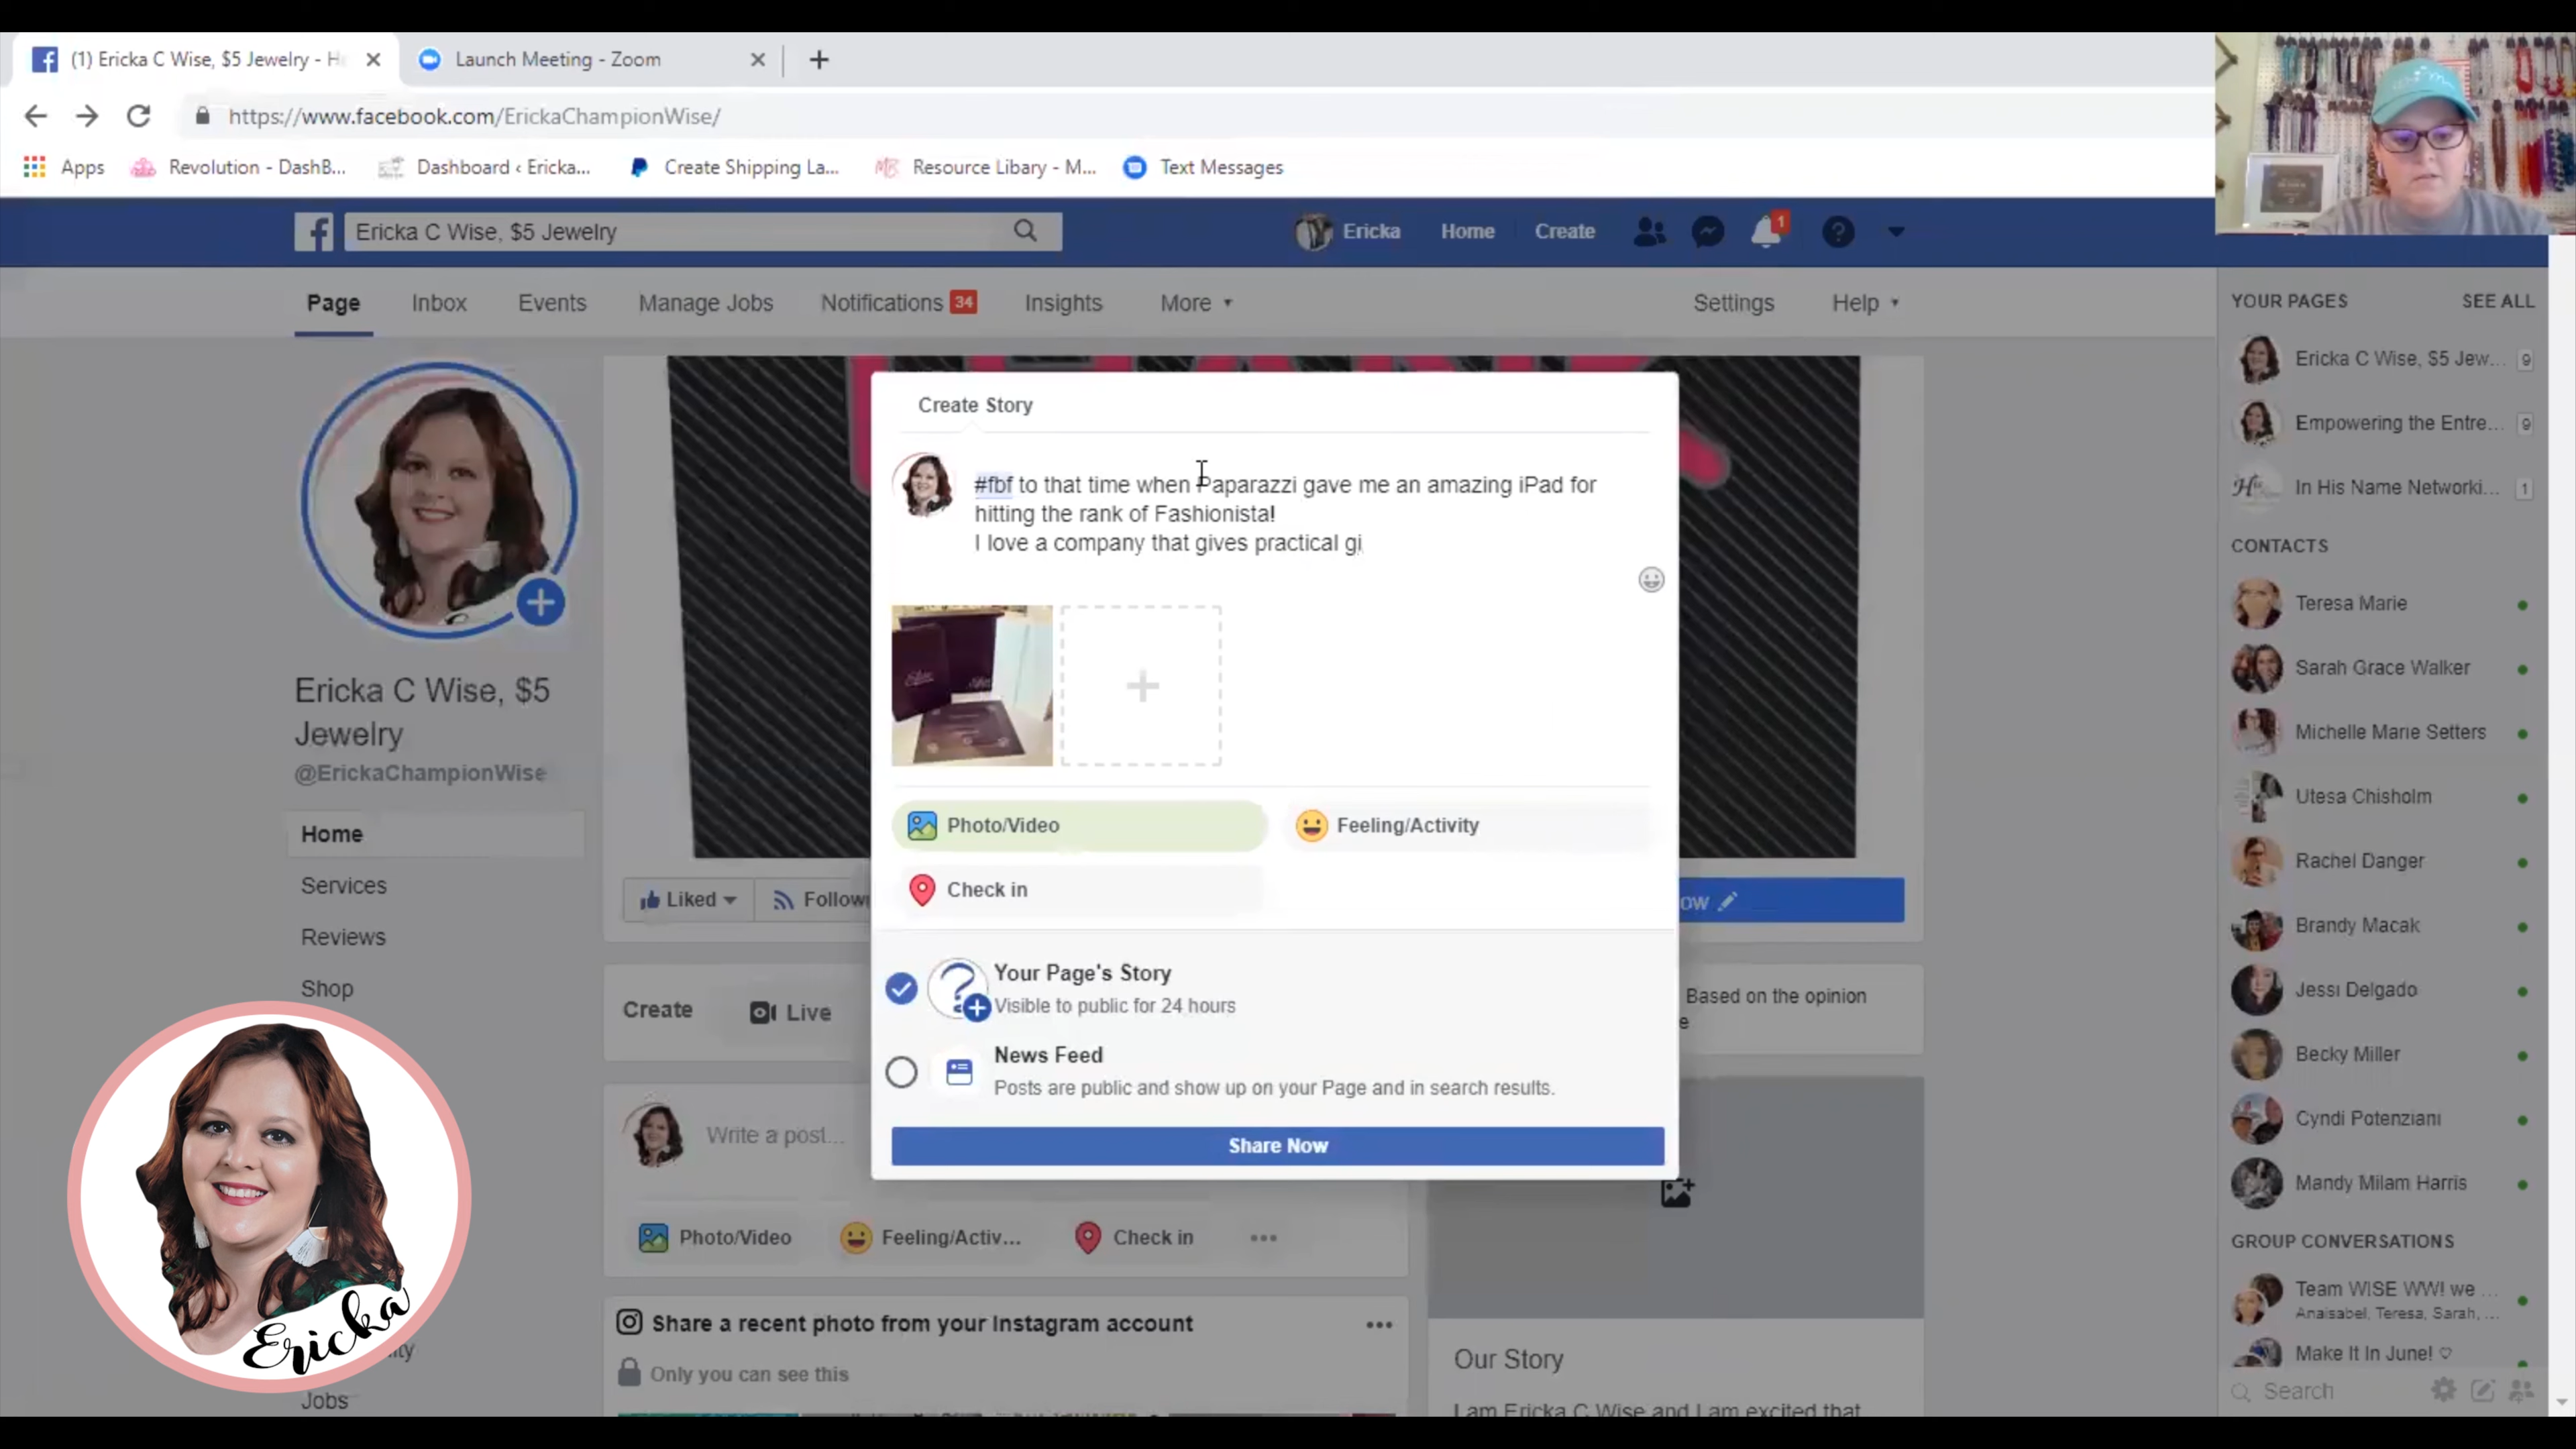 (1) Ericka C Wise, $5 Jewelry - H
Launch Meeting - Zoom
https://www.facebook.com/ErickaChampionWise/
Apps
Revolution - DashB...
Dashboard ‹ Ericka...
Create Shipping La...
Resource Libary - M...
Text Messages
Ericka C Wise, $5 Jewelry
Ericka
Home
Create
1
Page
Inbox
Events
Manage Jobs
Notifications 34
Insights
More
Settings
Help
Ericka C Wise, $5
Jewelry
@ErickaChampionWise
Home
Services
Reviews
Shop
Jobs
Ericka
Create Story
#fbf to that time when Paparazzi gave me an amazing iPad for
hitting the rank of Fashionista!
I love a company that gives practical gi
Photo/Video
Feeling/Activity
Check in
Your Page's Story
Visible to public for 24 hours
News Feed
Posts are public and show up on your Page and in search results.
Share Now
Liked
Follow
ow
Create
Live
Based on the opinion
Write a post...
Photo/Video
Feeling/Activ...
Check in
Share a recent photo from your Instagram account
Only you can see this
Our Story
I am Ericka C Wise and I am excited that
YOUR PAGES
SEE ALL
Ericka C Wise, $5 Jew... 9
Empowering the Entre... 9
In His Name Networki... 1
CONTACTS
Teresa Marie
Sarah Grace Walker
Michelle Marie Setters
Utesa Chisholm
Rachel Danger
Brandy Macak
Jessi Delgado
Becky Miller
Cyndi Potenziani
Mandy Milam Harris
GROUP CONVERSATIONS
Team WISE WW! we ...
Anaisabel, Teresa, Sarah, ...
Make It In June! ♡
Search